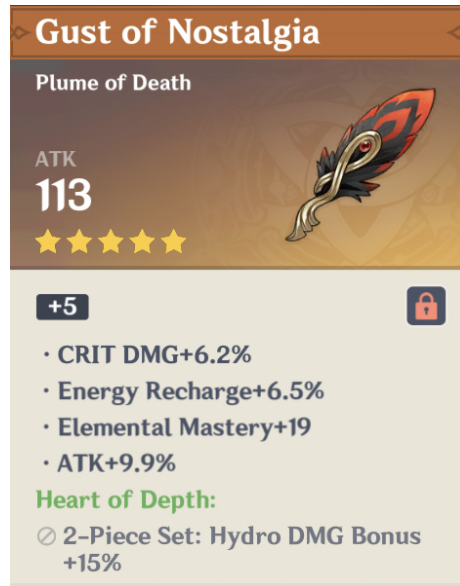 Gust of Nostalgia
Plume of Death
ATK
113
+5
· CRIT DMG+6.2%
· Energy Recharge+6.5%
· Elemental Mastery+19
· ATK+9.9%
Heart of Depth:
2-Piece Set: Hydro DMG Bonus
+15%